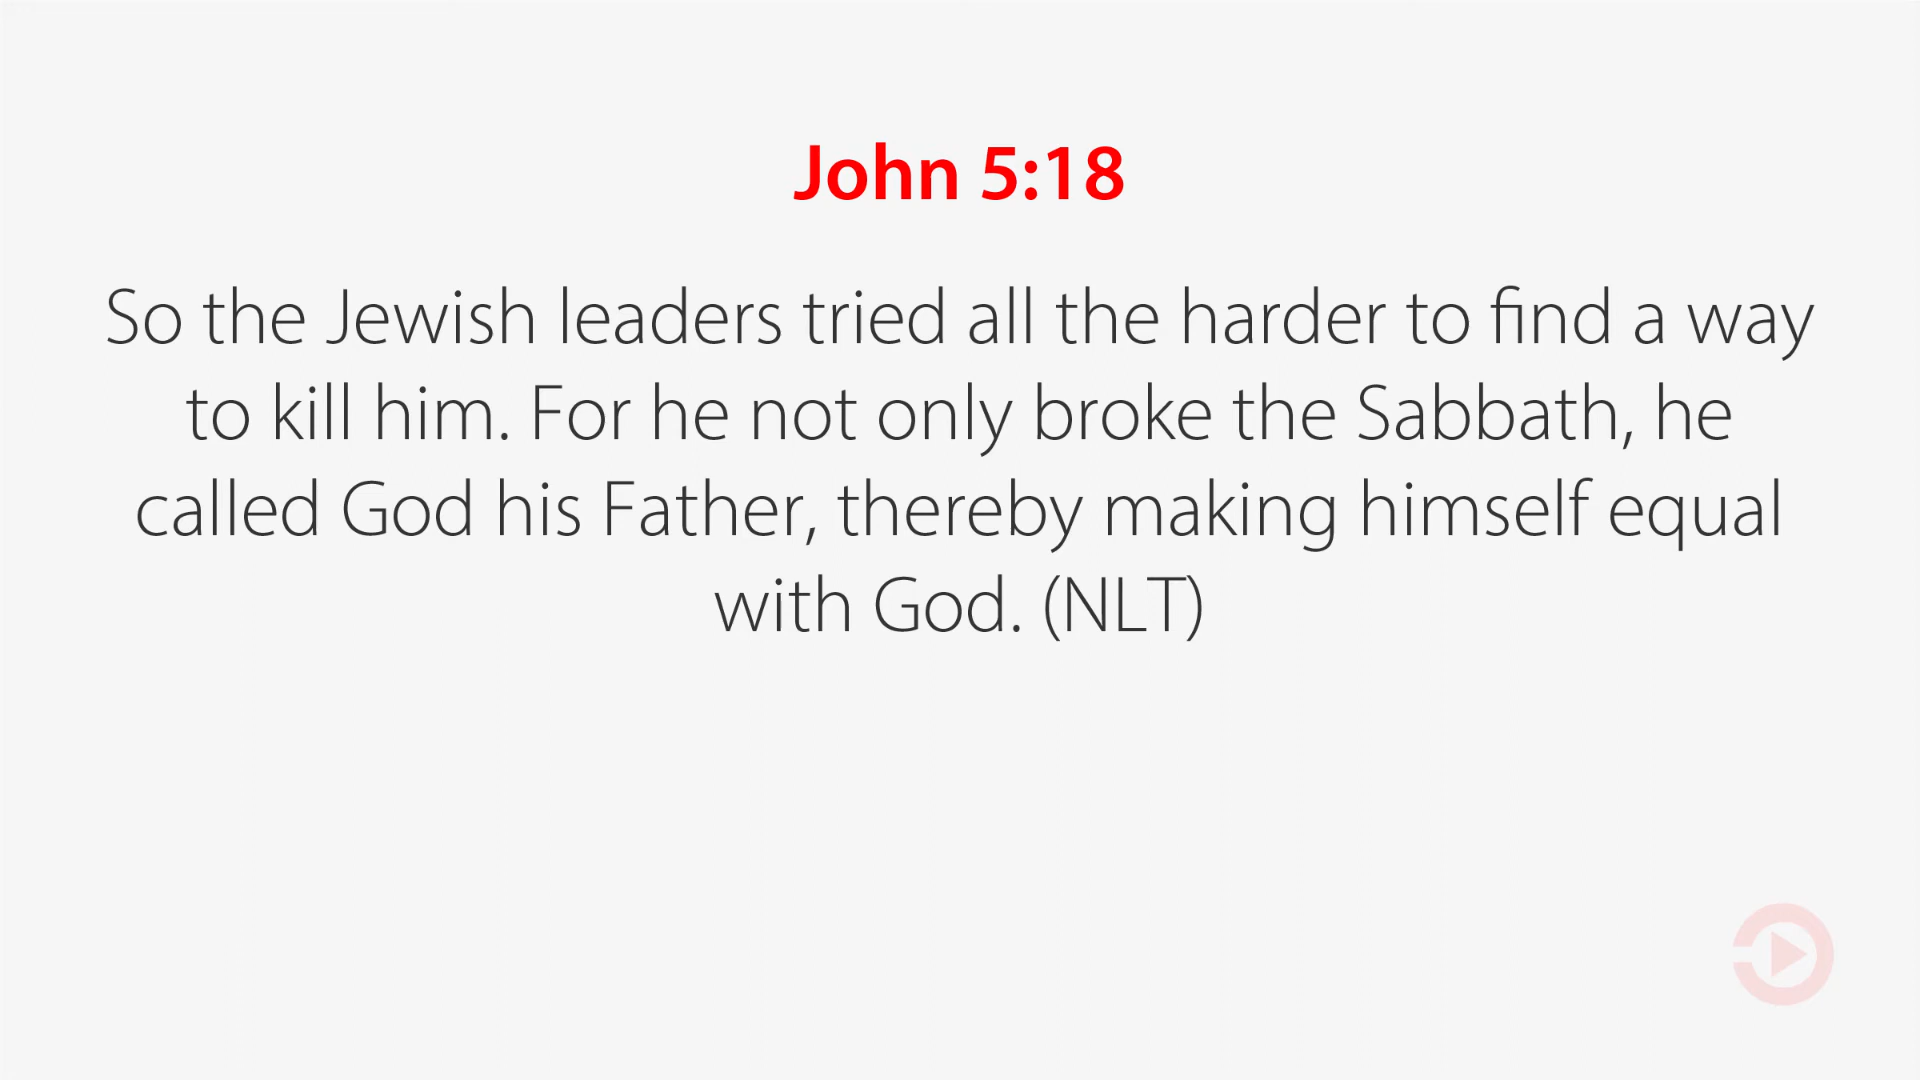 John 5:18
So the Jewish leaders tried all the harder to find a way
to kill him. For he not only broke the Sabbath, he
called God his Father, thereby making himself equal
with God. (NLT)